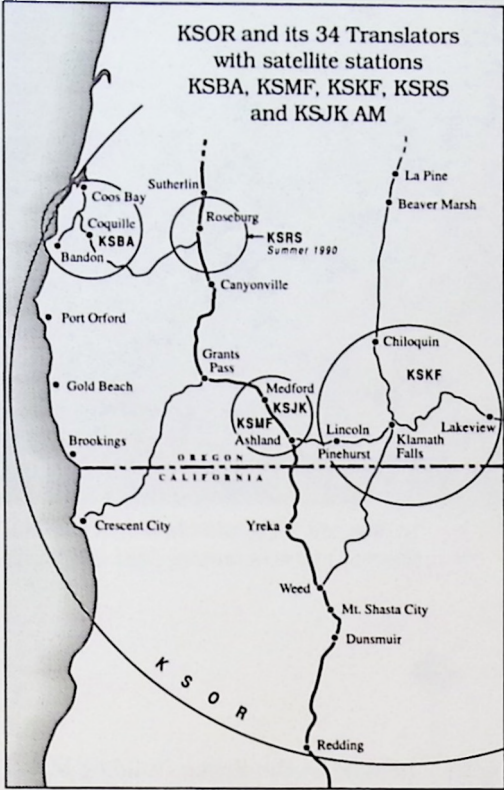 KSOR and its 34 Translators
with satellite stations
KSBA, KSMF, KSKF, KSRS
and KSJK AM
La Pine
Sutherlin
Coos Bay
Beaver Marsh
Roseburg
Coquille
KSBA
KSRS
Summer 1990
Bandon
Canyonville
Port Orford
Chiloquin
Grants
Pass
KSKF
Gold Beach
Medford
KSJK
KSMF
Ashland
Lincoln
Pinehurst
Klamath
Falls
Lakeview
Brookings
OREGON
CALIFORNIA
Crescent City
Yreka
Weed
Mt. Shasta City
Dunsmuir
KSOR
Redding